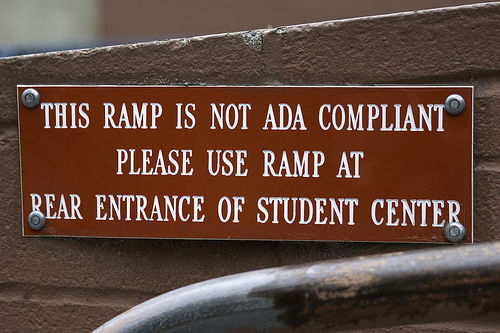 THIS RAMP IS NOT ADA COMPLIANT
PLEASE USE RAMP AT
REAR ENTRANCE OF STUDENT CENTER